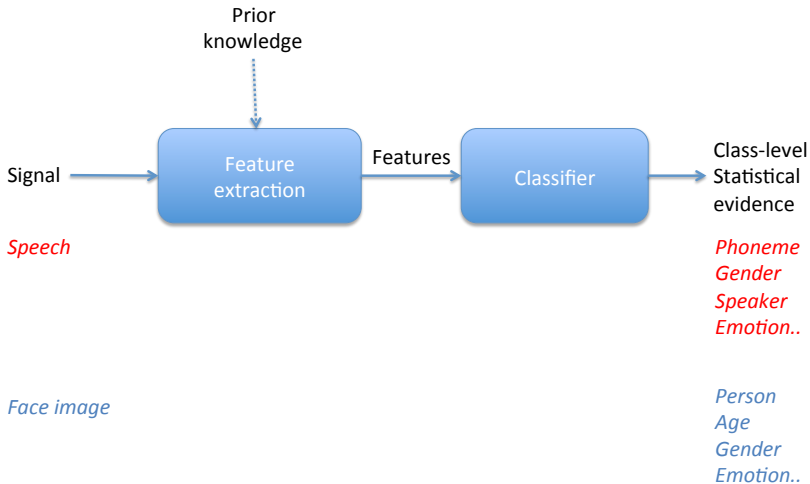 Prior
knowledge
Signal
Feature
extraction
Features
Classifier
Class-level
Statistical
evidence
Speech
Phoneme
Gender
Speaker
Emotion..
Face image
Person
Age
Gender
Emotion..